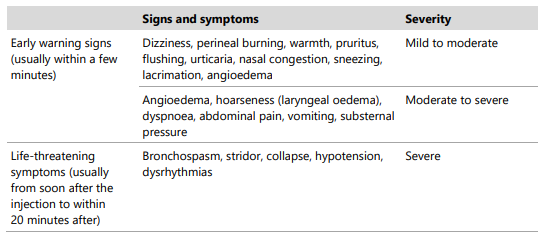 Signs and symptoms Severity
Early warning signs
(usually within a few
minutes)
Dizziness, perineal burning, warmth, pruritus,
flushing, urticaria, nasal congestion, sneezing,
lacrimation, angioedema
Mild to moderate
Angioedema, hoarseness (laryngeal oedema),
dyspnoea, abdominal pain, vomiting, substernal
pressure
Moderate to severe
Life-threatening
symptoms (usually
from soon after the
injection to within
20 minutes after)
Bronchospasm, stridor, collapse, hypotension,
dysrhythmias
Severe